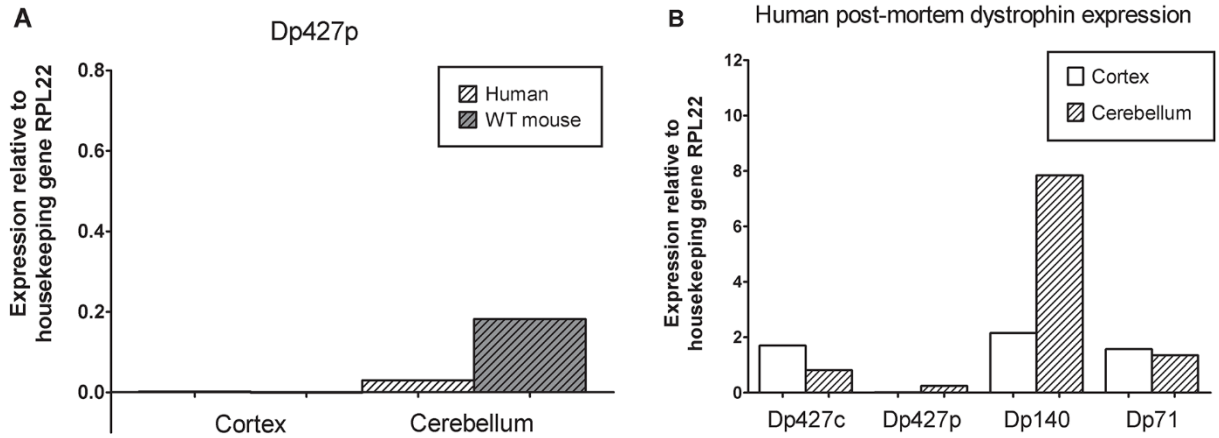 A
Dp427p
Expression relative to
housekeeping gene RPL22
0.8
0.6
0.4
0.2
0.0
Human
WT mouse
Cortex Cerebellum
B
Human post-mortem dystrophin expression
Expression relative to
housekeeping gene RPL22
12
10
8
6
4
2
0
Cortex
Cerebellum
Dp427c Dp427p Dp140 Dp71